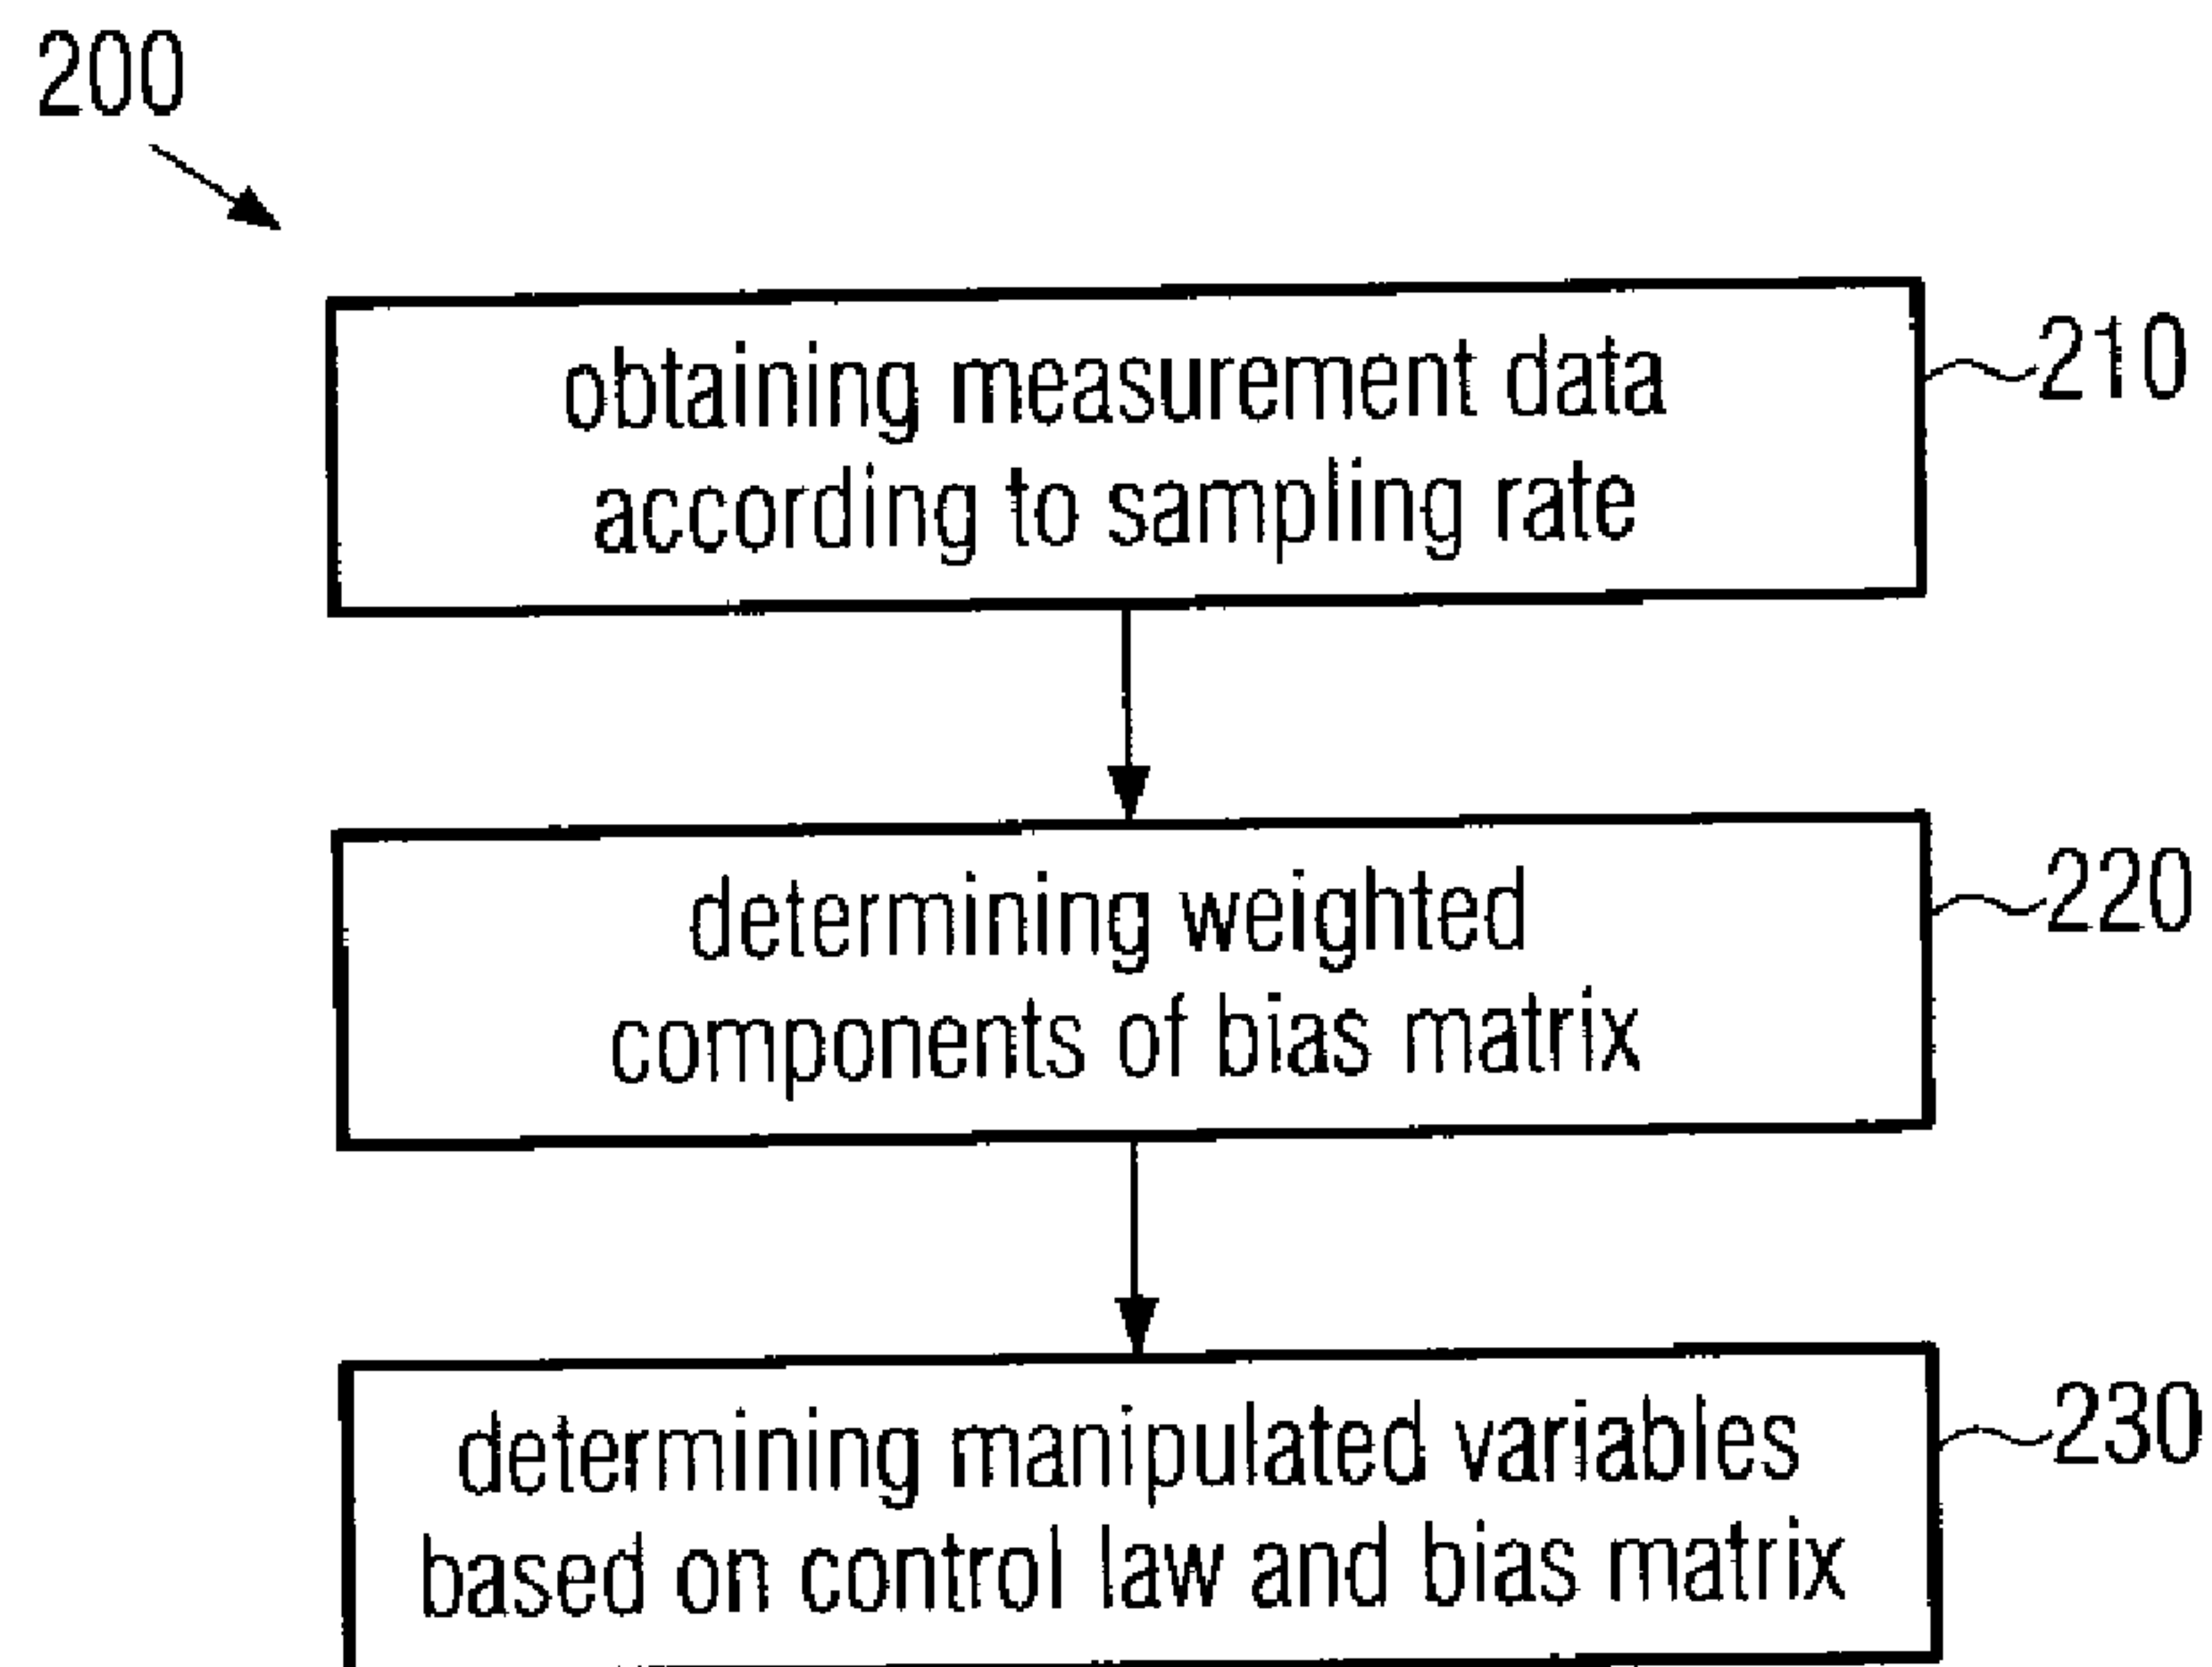 200
obtaining measurement data
according to sampling rate
210
determining weighted
components of bias matrix
220
determining manipulated variables
based on control law and bias matrix
230